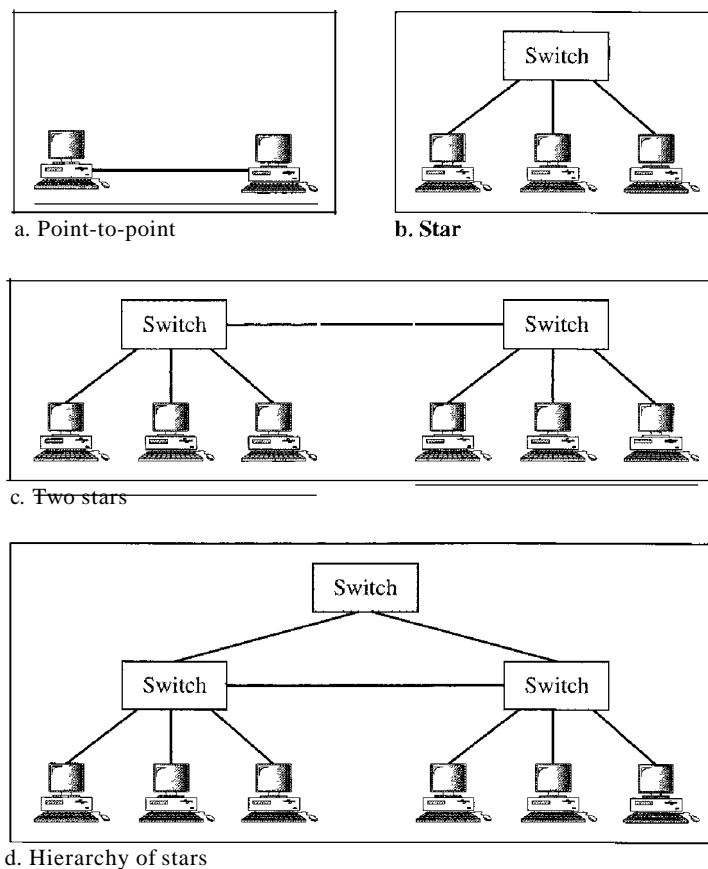 Switch
a. Point-to-point
b. Star
Switch
Switch
c. Two stars
Switch
Switch
Switch
d. Hierarchy of stars